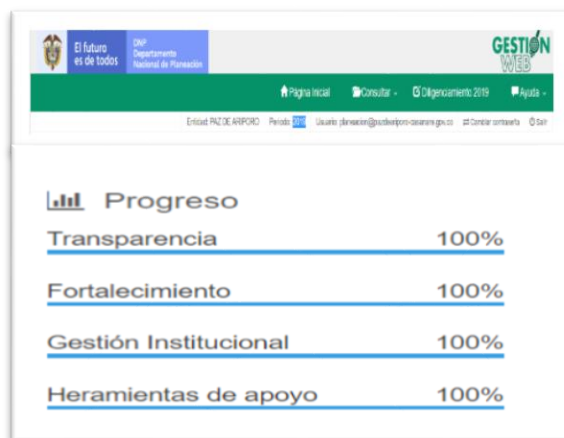 El futuro
es de todos
DNP
Departamento
Nacional de Planeación
GESTIÓN
WEB
Página Inicial Consultar Diligenciamiento 2019 Ayuda
Entidad: PAZ DE ARIPORO Periodo: 2019 Usuario: planeacion@pazdeariporo-casanare.gov.co Cambiar contraseña Salir
Progreso
Transparencia 100%
Fortalecimiento 100%
Gestión Institucional 100%
Heramientas de apoyo 100%